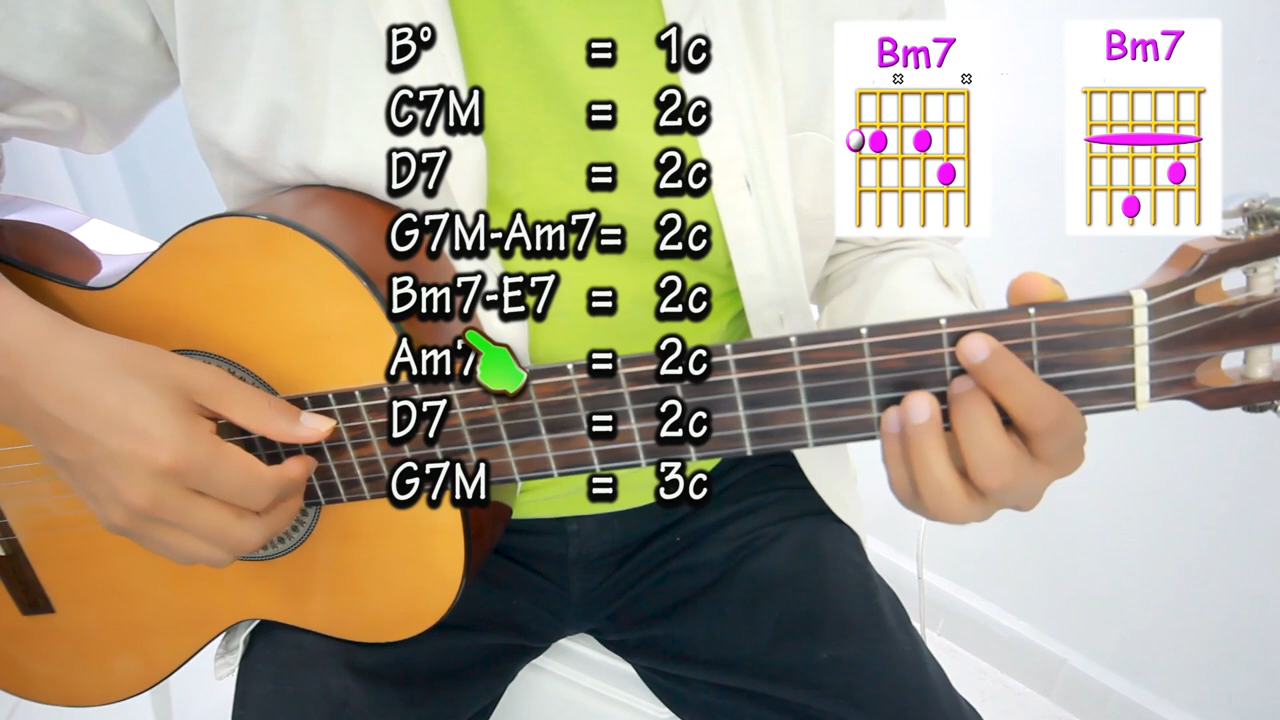 B° = 1c
C7M = 2c
D7 = 2c
G7M-Am7= 2c
Bm7-E7 = 2c
Am7 = 2c
D7 = 2c
G7M = 3c
Bm7
x x
Bm7